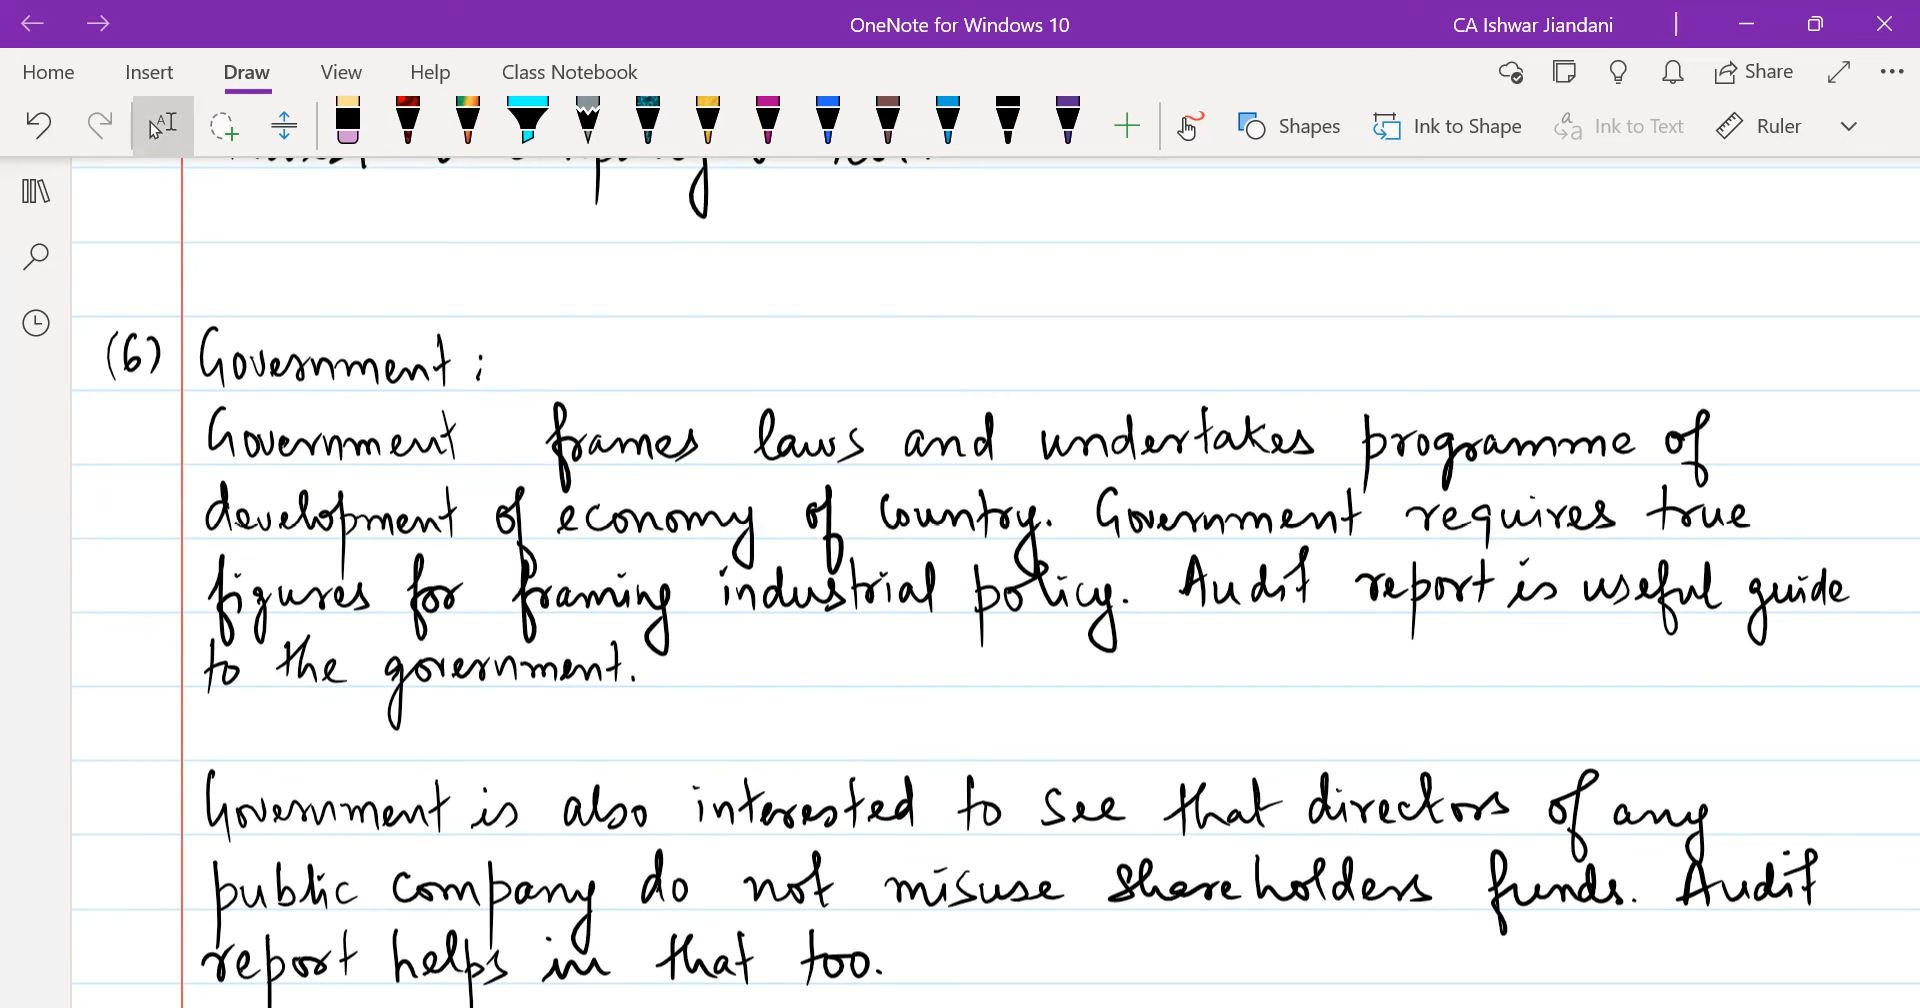 OneNote for Windows 10
CA Ishwar Jiandani
Home Insert Draw View Help Class Notebook Share
Shapes Ink to Shape Ink to Text Ruler
(6) Government :
Government frames laws and undertakes programme of
development of economy of country. Government requires true
figures for framing industrial policy. Audit report is useful guide
to the government.
Government is also interested to see that directors of any
public company do not misuse shareholders funds. Audit
report helps in that too.